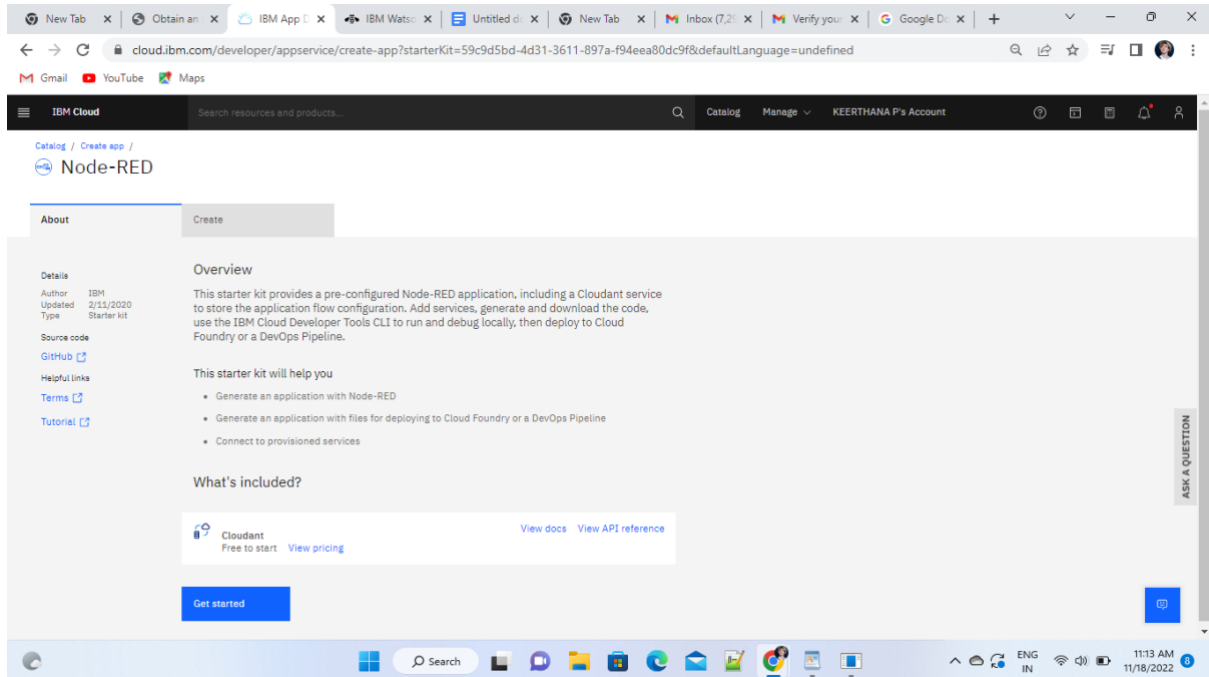 New Tab
Obtain an
IBM App D
IBM Watso
Untitled do
New Tab
Inbox (7,29
Verify your
Google Do
cloud.ibm.com/developer/appservice/create-app?starterKit=59c9d5bd-4d31-3611-897a-f94eea80dc9f&defaultLanguage=undefined
Gmail YouTube Maps
IBM Cloud Search resources and products... Catalog Manage KEERTHANA P's Account
Catalog / Create app /
Node-RED
About Create
Details
Author IBM
Updated 2/11/2020
Type Starter kit
Source code
GitHub
Helpful links
Terms
Tutorial
Overview
This starter kit provides a pre-configured Node-RED application, including a Cloudant service
to store the application flow configuration. Add services, generate and download the code,
use the IBM Cloud Developer Tools CLI to run and debug locally, then deploy to Cloud
Foundry or a DevOps Pipeline.
This starter kit will help you
• Generate an application with Node-RED
• Generate an application with files for deploying to Cloud Foundry or a DevOps Pipeline
• Connect to provisioned services
What's included?
Cloudant View docs View API reference
Free to start View pricing
Get started
ASK A QUESTION
Search
ENG
IN
11:13 AM
11/18/2022
8